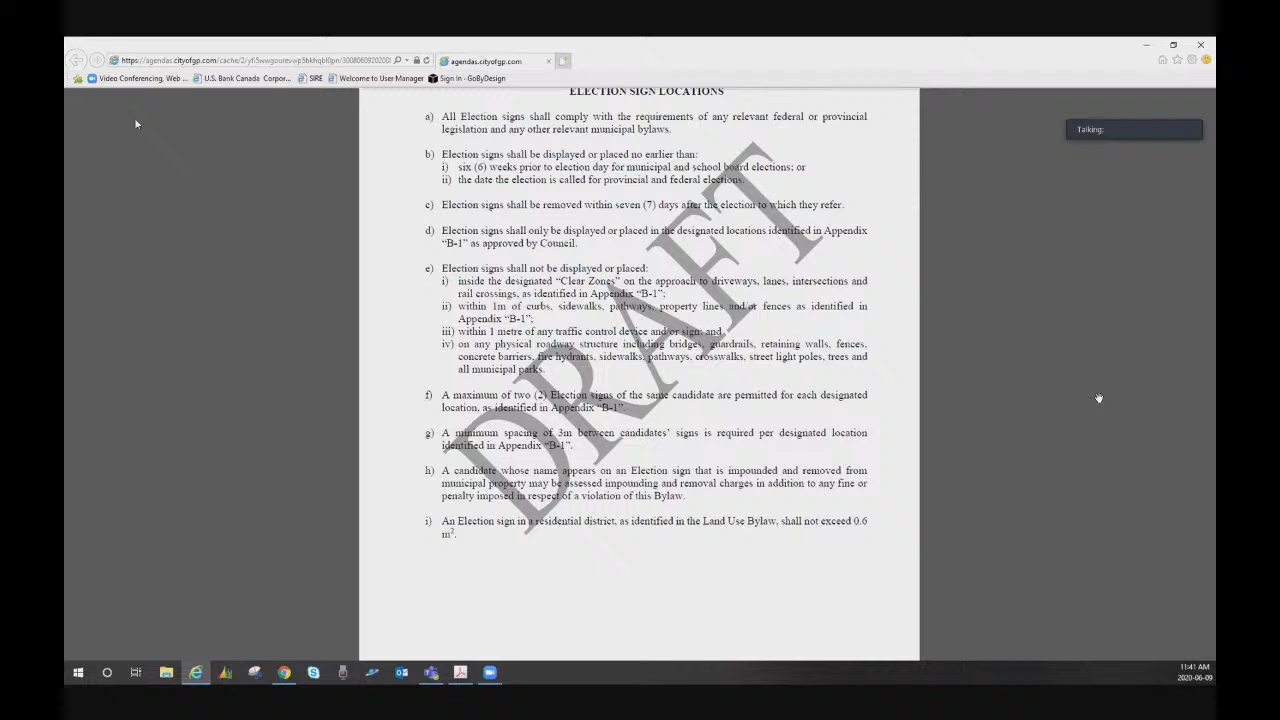 https://agendas.cityofgp.com/cache/2/
agendas.cityofgp.com
Video Conferencing, Web ...
U.S. Bank Canada Corpor...
SIRE
Welcome to User Manager
Sign In - GoByDesign
ELECTION SIGN LOCATIONS
Talking:
a) All Election signs shall comply with the requirements of any relevant federal or provincial
legislation and any other relevant municipal bylaws.
b) Election signs shall be displayed or placed no earlier than:
i) six (6) weeks prior to election day for municipal and school board elections; or
ii) the date the election is called for provincial and federal elections.
c) Election signs shall be removed within seven (7) days after the election to which they refer.
d) Election signs shall only be displayed or placed in the designated locations identified in Appendix
“B-1” as approved by Council.
e) Election signs shall not be displayed or placed:
i) inside the designated “Clear Zones” on the approach to driveways, lanes, intersections and
rail crossings, as identified in Appendix “B-1”;
ii) within 1m of curbs, sidewalks, pathways, property lines and/or fences as identified in
Appendix “B-1”;
iii) within 1 metre of any traffic control device and/or sign; and,
iv) on any physical roadway structure including bridges, guardrails, retaining walls, fences,
concrete barriers, fire hydrants, sidewalks, pathways, crosswalks, street light poles, trees and
all municipal parks.
f) A maximum of two (2) Election signs of the same candidate are permitted for each designated
location, as identified in Appendix “B-1”.
g) A minimum spacing of 3m between candidates’ signs is required per designated location
identified in Appendix “B-1”.
h) A candidate whose name appears on an Election sign that is impounded and removed from
municipal property may be assessed impounding and removal charges in addition to any fine or
penalty imposed in respect of a violation of this Bylaw.
i) An Election sign in a residential district, as identified in the Land Use Bylaw, shall not exceed 0.6
m².
DRAFT
11:41 AM
2020-06-09